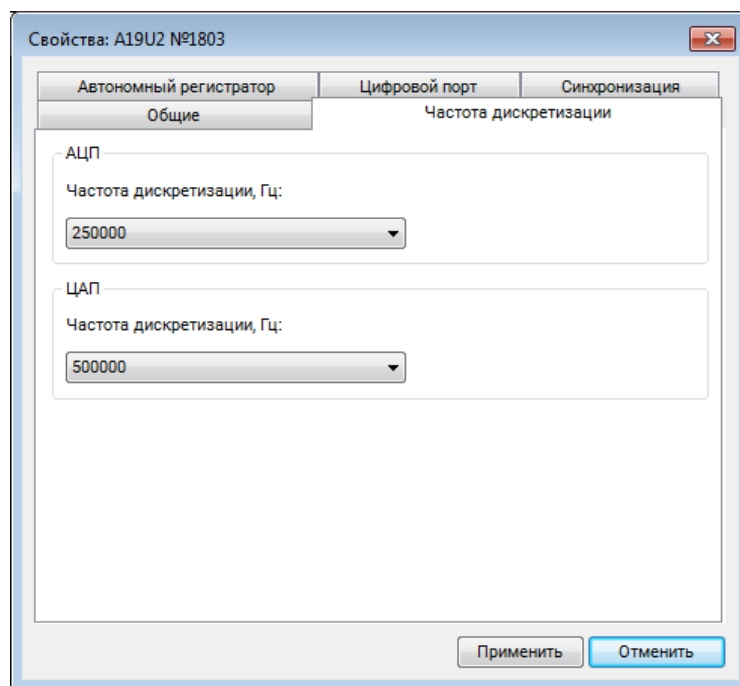 Свойства: A19U2 №1803
Автономный регистратор Цифровой порт Синхронизация
Общие Частота дискретизации
АЦП
Частота дискретизации, Гц:
250000
ЦАП
Частота дискретизации, Гц:
500000
Применить Отменить